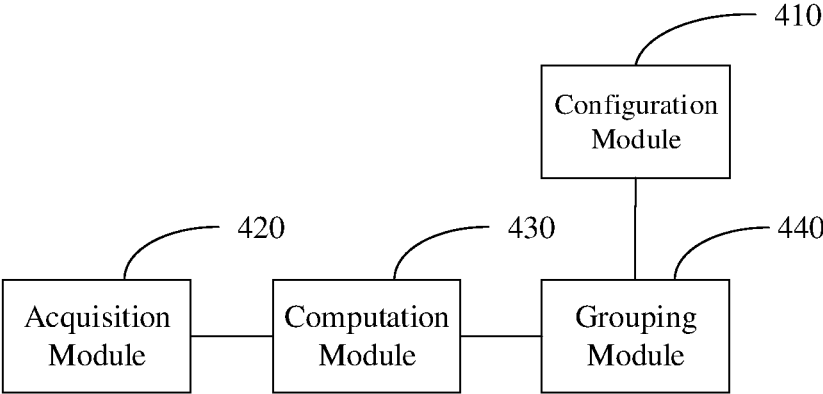 410
Configuration
Module
420
430
440
Acquisition
Module
Computation
Module
Grouping
Module